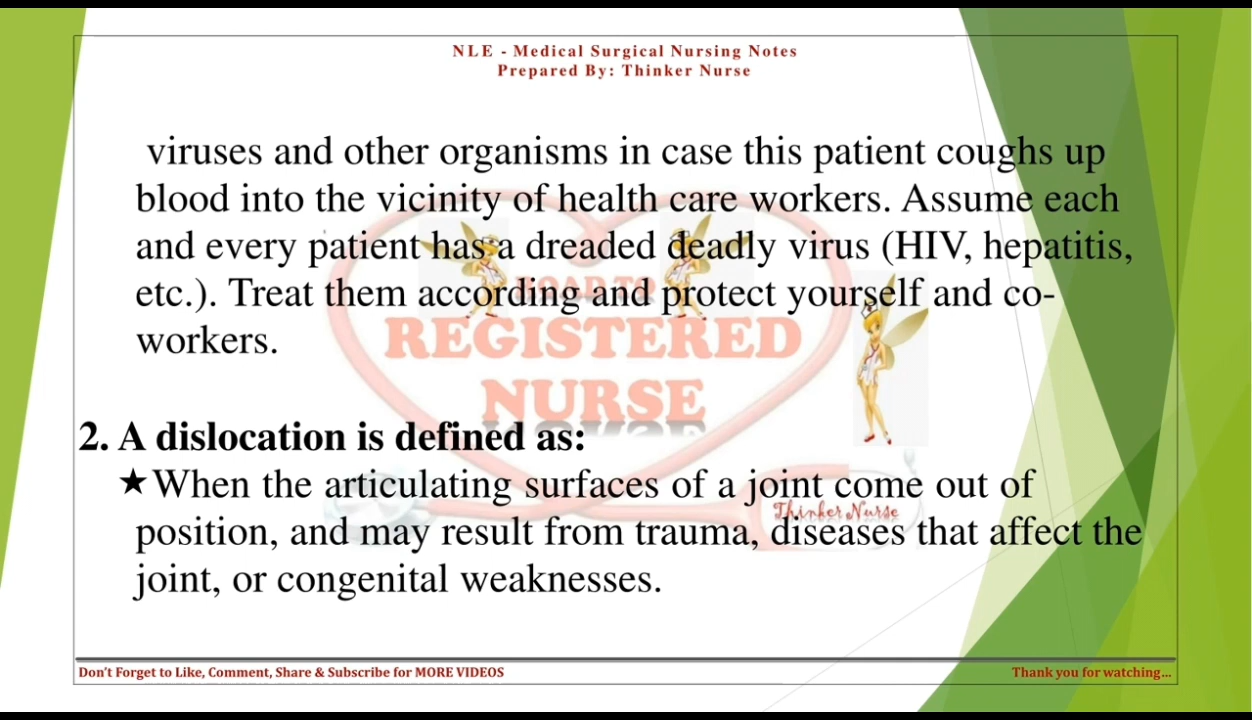 NLE - Medical Surgical Nursing Notes
Prepared By: Thinker Nurse
viruses and other organisms in case this patient coughs up
blood into the vicinity of health care workers. Assume each
and every patient has a dreaded deadly virus (HIV, hepatitis,
etc.). Treat them according and protect yourself and co-
workers.
ROAD TO
REGISTERED
NURSE
2. A dislocation is defined as:
★When the articulating surfaces of a joint come out of
Thinker Nurse
position, and may result from trauma, diseases that affect the
joint, or congenital weaknesses.
Don't Forget to Like, Comment, Share & Subscribe for MORE VIDEOS
Thank you for watching...